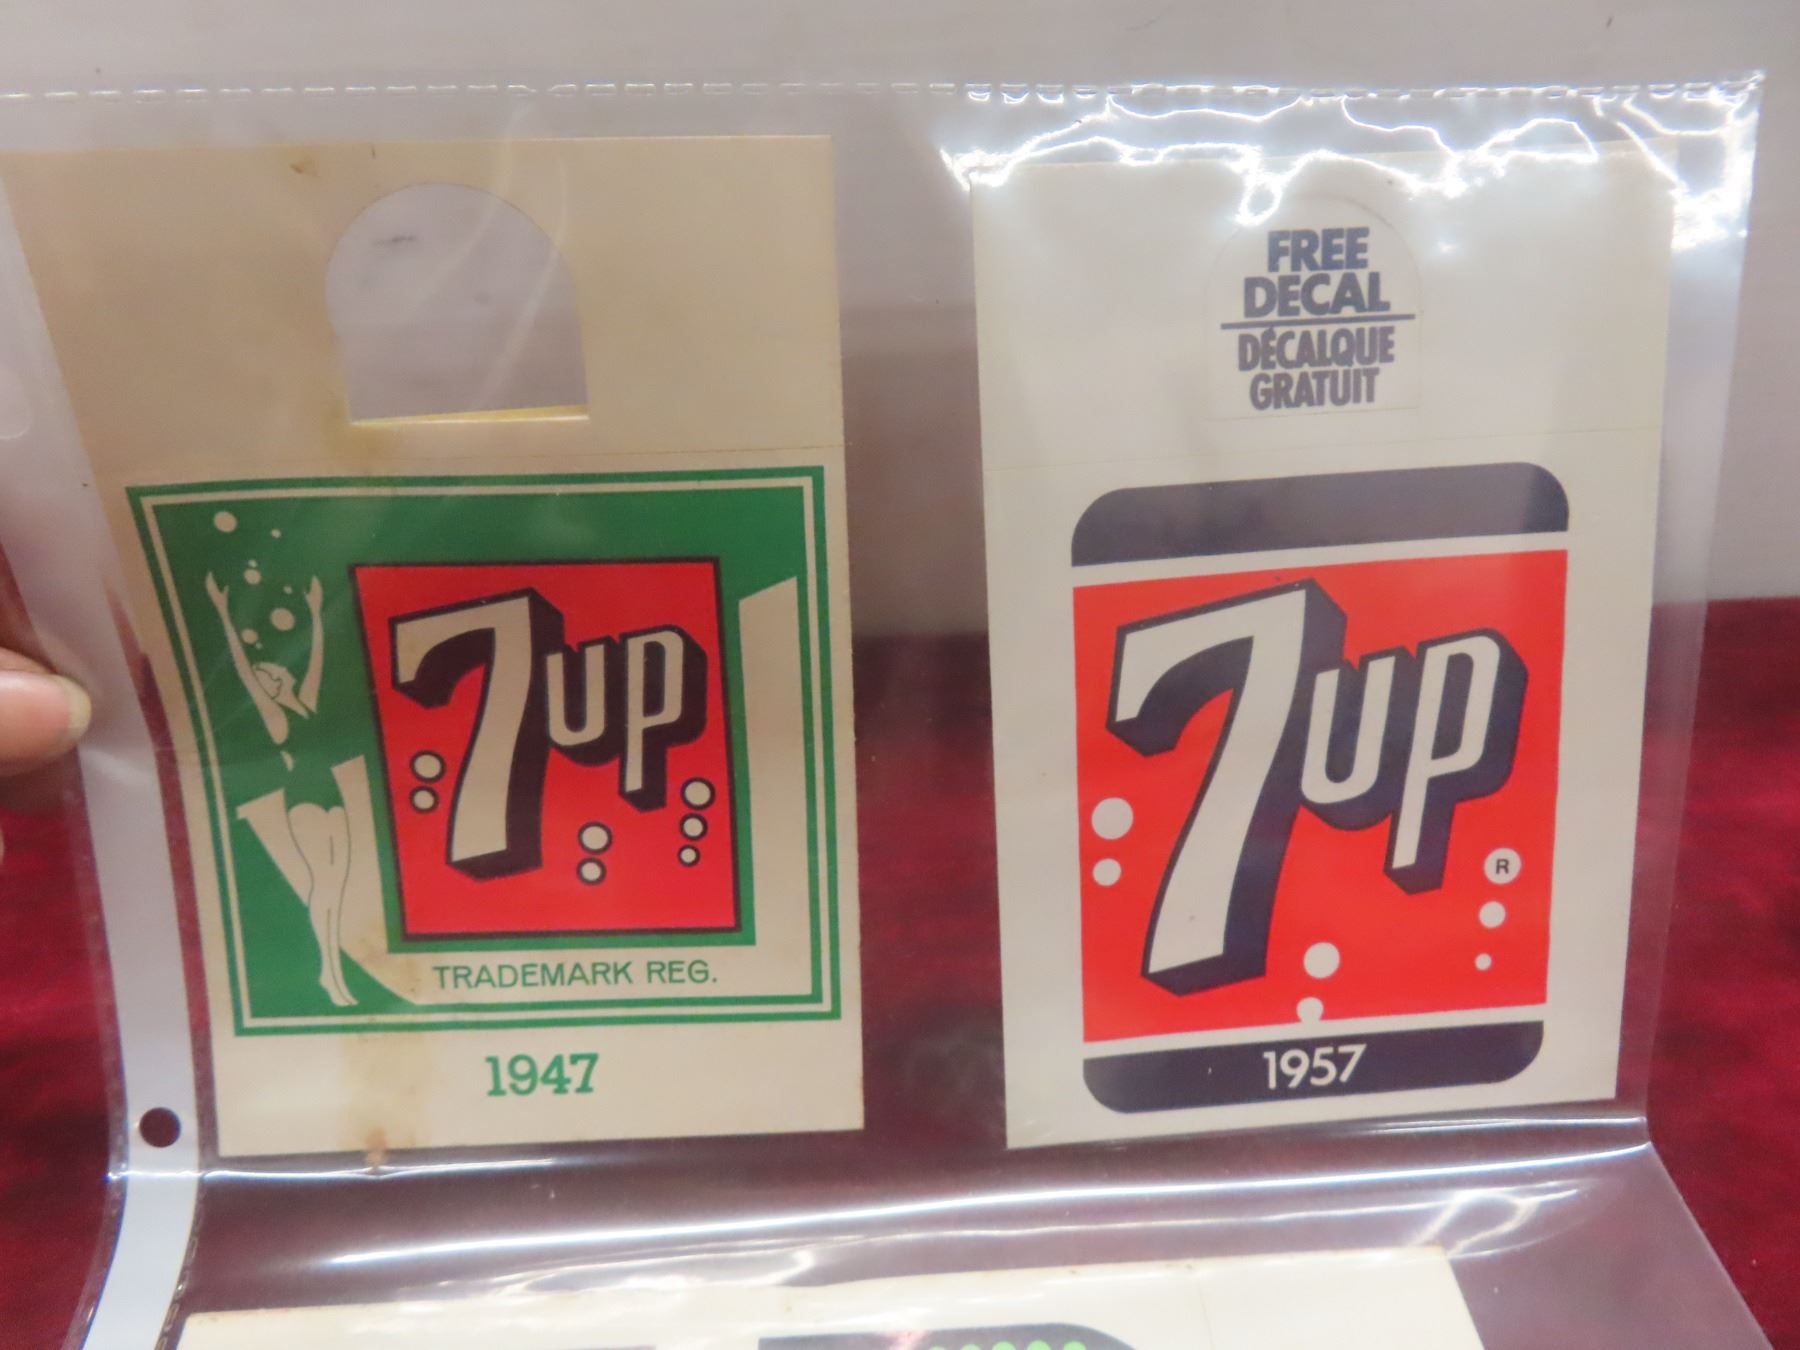 7up
TRADEMARK REG.
1947
FREE
DECAL
DÉCALQUE
GRATUIT
7up
R
1957